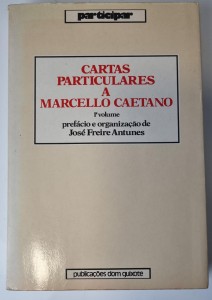 participar
CARTAS
PARTICULARES
A
MARCELLO CAETANO
1º volume
prefácio e organização de
José Freire Antunes
publicações dom quixote